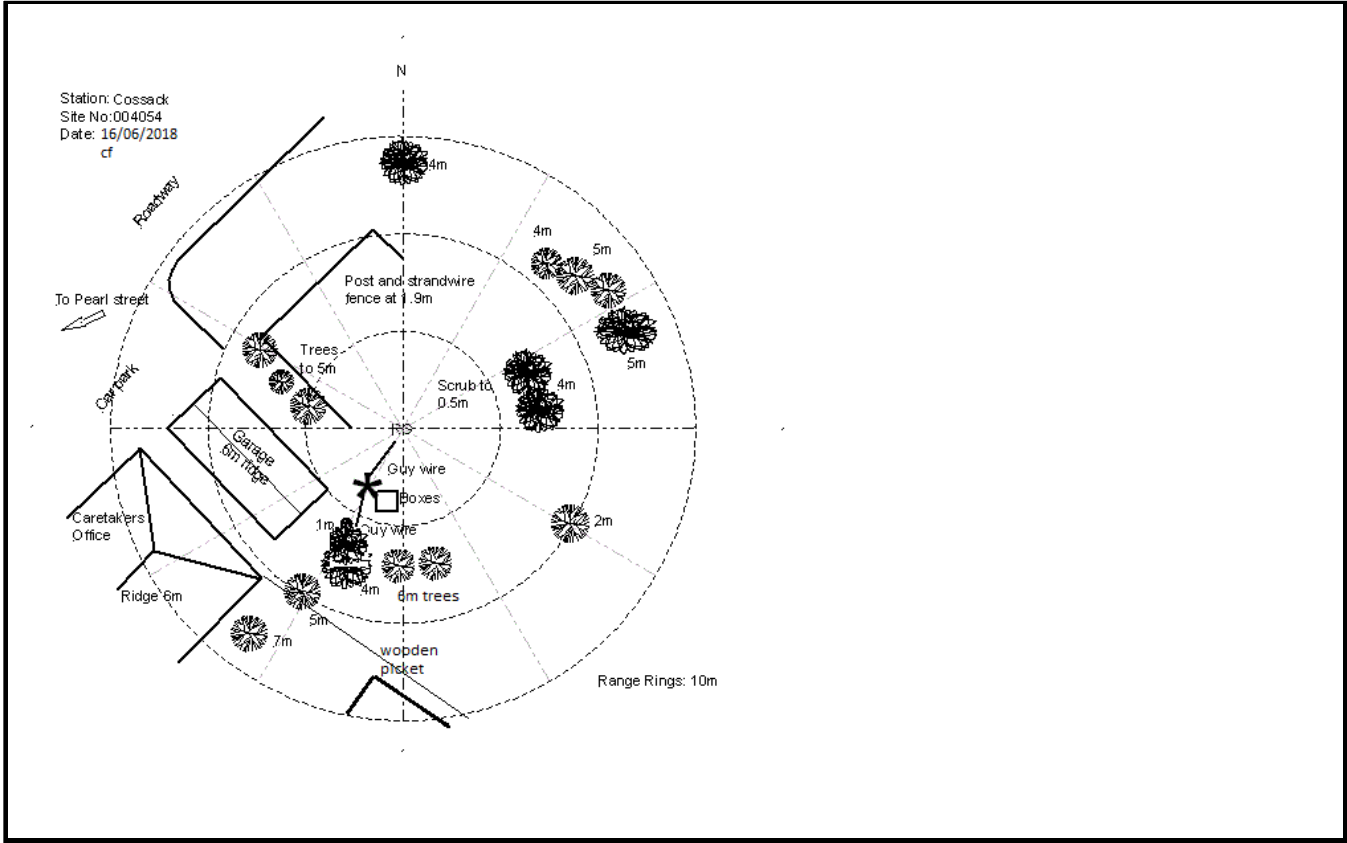 N
Station: Cossack
Site No:004054
Date: 16/06/2018
cf
4m
Roadway
4m
5m
Post and strandwire
fence at 1.9m
To Pearl street
Trees
to 5m
5m
Car park
Scrub to
0.5m
4m
RG
Garage
6m ridge
Guy wire
Boxes
Caretakers
Office
1m
Guy wire
2m
Ridge 6m
4m
6m trees
5m
7m
wooden
picket
Range Rings: 10m